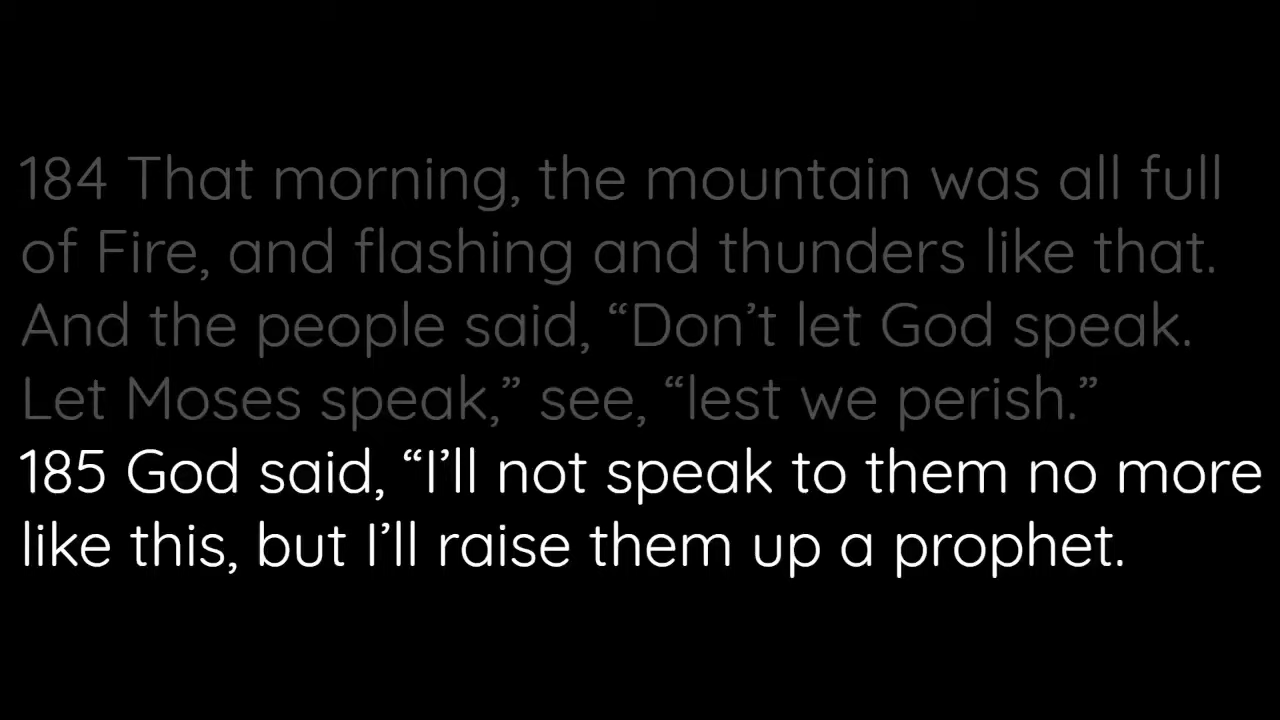 184 That morning, the mountain was all full
of Fire, and flashing and thunders like that.
And the people said, “Don’t let God speak.
Let Moses speak,” see, “lest we perish.”
185 God said, “I’ll not speak to them no more
like this, but I’ll raise them up a prophet.